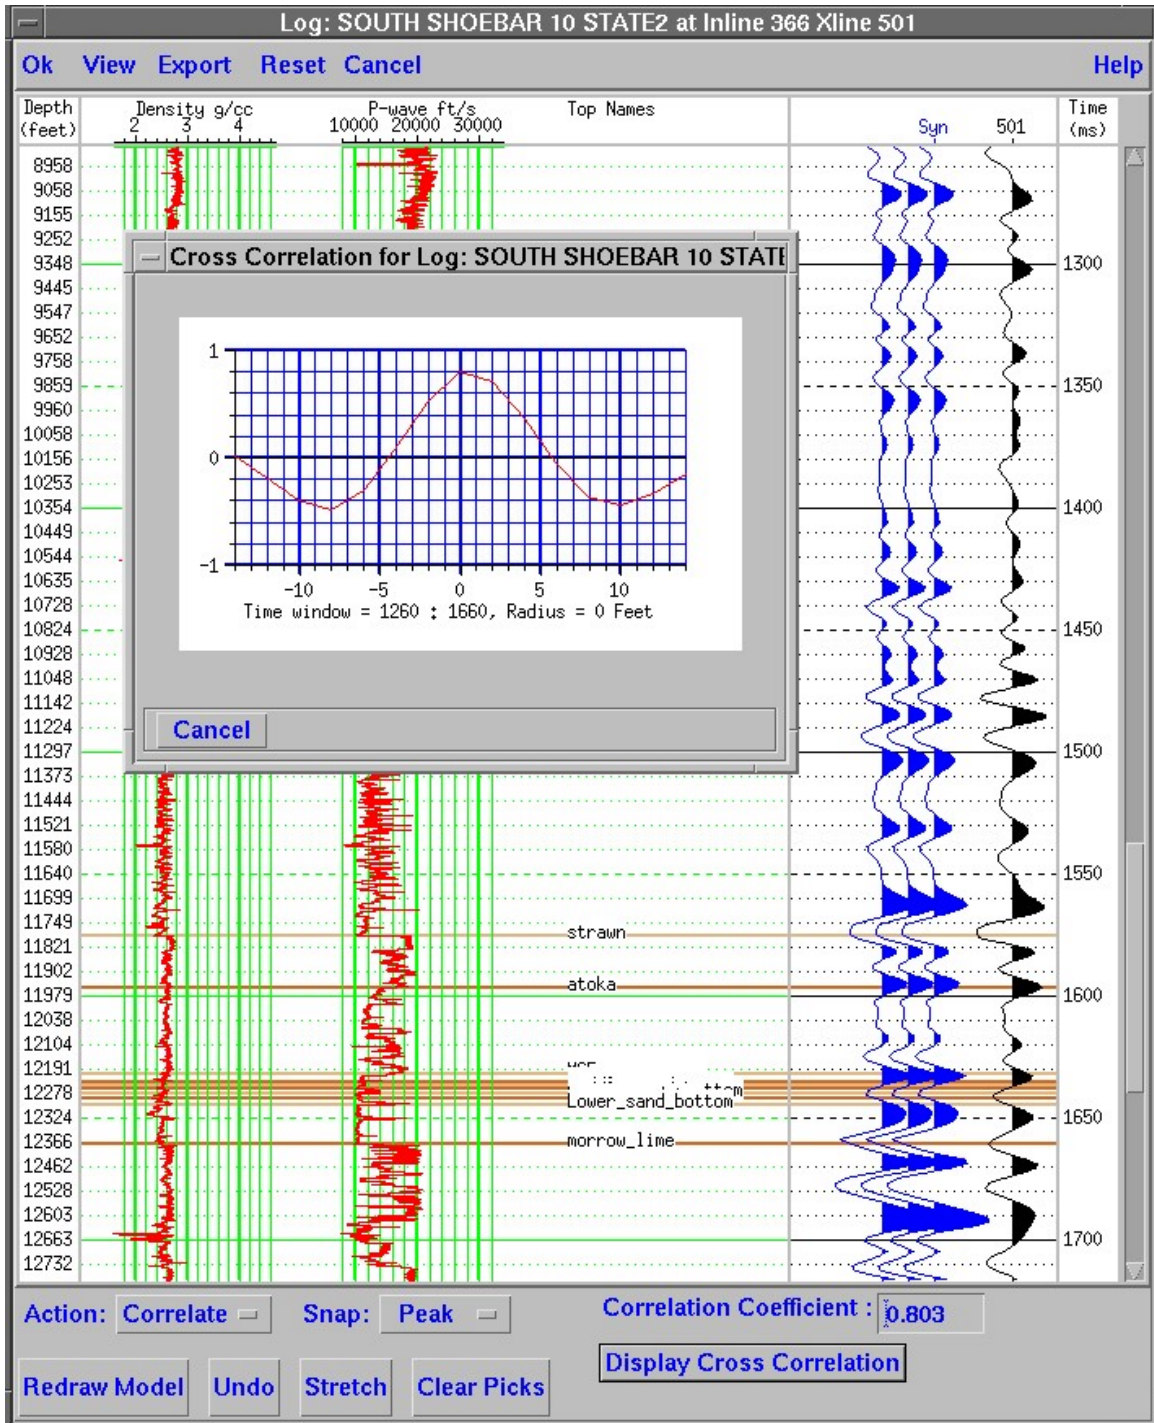 Log: SOUTH SHOEBAR 10 STATE2 at Inline 366 Xline 501
Ok View Export Reset Cancel Help
Depth (feet)
Density g/cc
2 3 4
P-wave ft/s
10000 20000 30000
Top Names
Syn 501
Time (ms)
8958
9058
9155
9252
9348
9445
9547
9652
9758
9859
9960
10058
10156
10253
10354
10449
10544
10635
10728
10824
10928
11048
11142
11224
11297
11373
11444
11521
11580
11640
11699
11749
11821
11902
11979
12038
12104
12191
12278
12324
12366
12462
12528
12603
12663
12732
Cross Correlation for Log: SOUTH SHOEBAR 10 STATE
1
0
-1
-10 -5 0 5 10
Time window = 1260 : 1660, Radius = 0 Feet
Cancel
strawn
atoka
Lower_sand_bottom
morrow_lime
1300
1350
1400
1450
1500
1550
1600
1650
1700
Action: Correlate Snap: Peak Correlation Coefficient : 0.803
Display Cross Correlation
Redraw Model Undo Stretch Clear Picks